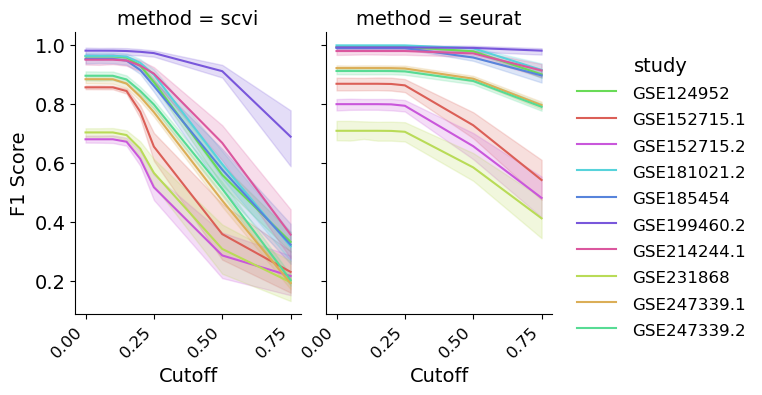 method = scvi
method = seurat
1.0
0.8
0.6
0.4
0.2
F1 Score
0.00
0.25
0.50
0.75
0.00
0.25
0.50
0.75
Cutoff
Cutoff
study
GSE124952
GSE152715.1
GSE152715.2
GSE181021.2
GSE185454
GSE199460.2
GSE214244.1
GSE231868
GSE247339.1
GSE247339.2